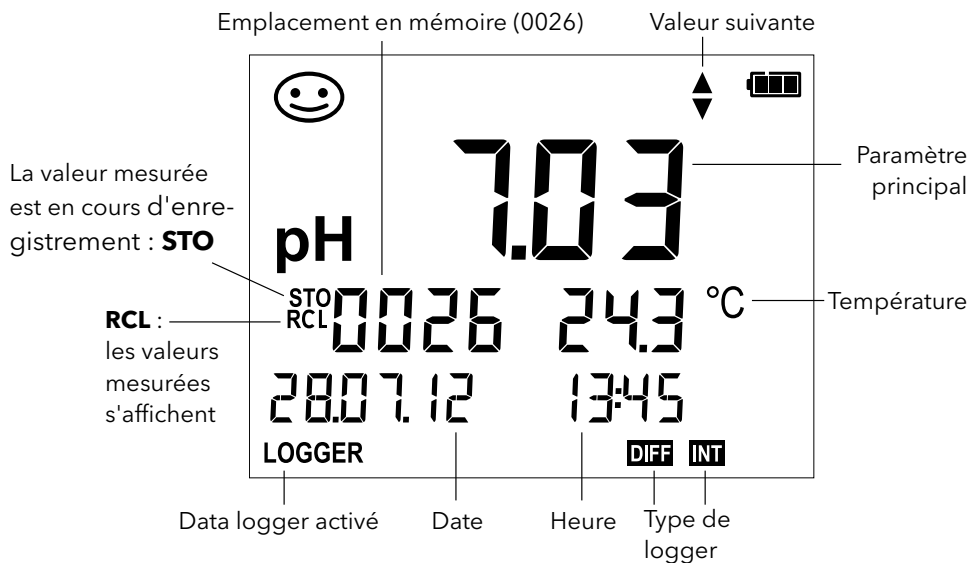 Emplacement en mémoire (0026)
Valeur suivante
7.03
Paramètre
principal
La valeur mesurée
est en cours d'enre-
gistrement : STO
pH
STO
RCL
0026
24.3 °C
Température
RCL :
les valeurs
mesurées
s'affichent
28.07.12
13:45
LOGGER
DIFF INT
Data logger activé
Date
Heure
Type de
logger